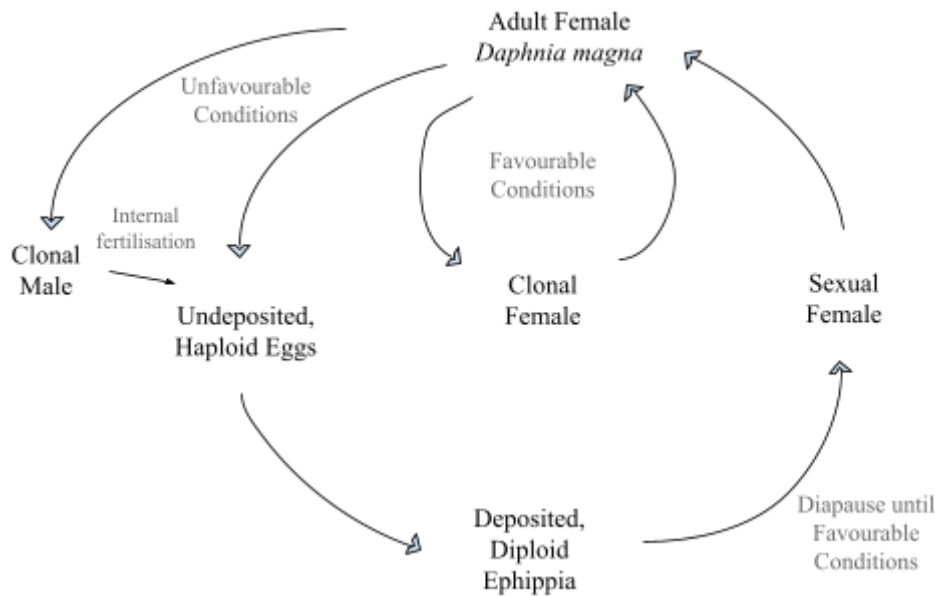 Adult Female
Daphnia magna
Unfavourable
Conditions
Favourable
Conditions
Internal
fertilisation
Clonal
Male
Undeposited,
Haploid Eggs
Clonal
Female
Sexual
Female
Deposited,
Diploid
Ephippia
Diapause until
Favourable
Conditions